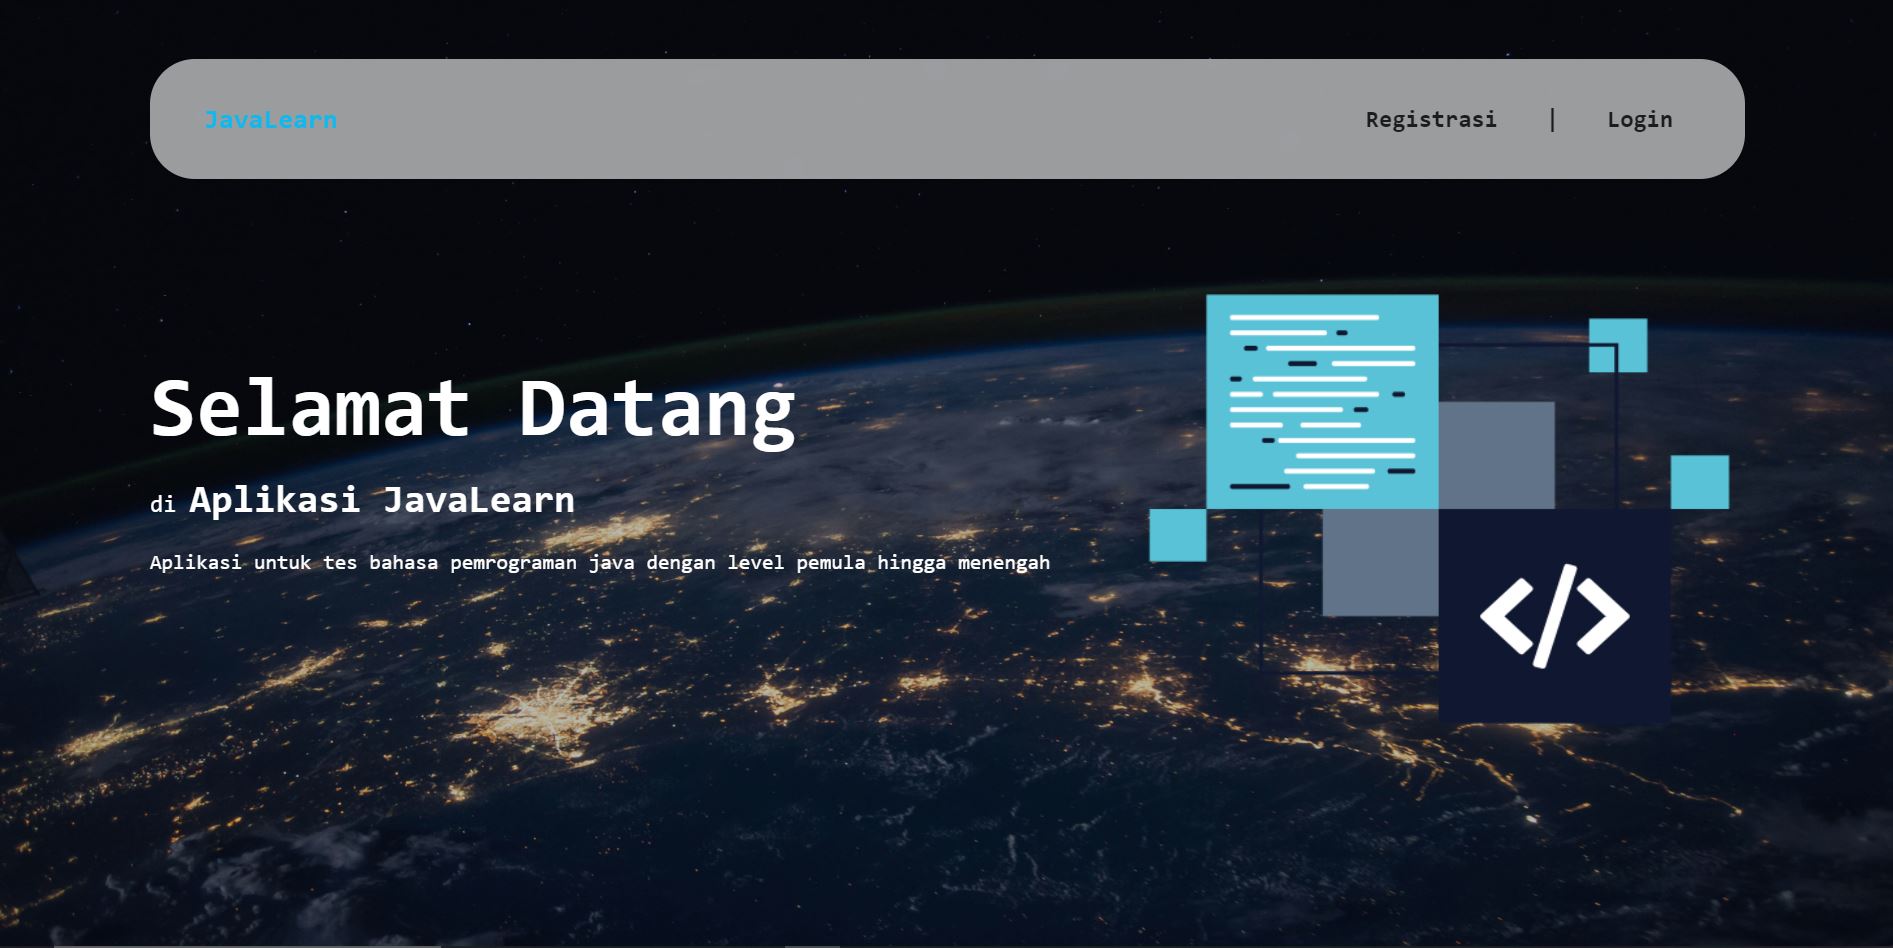 JavaLearn
Registrasi | Login
Selamat Datang
di Aplikasi JavaLearn
Aplikasi untuk tes bahasa pemrograman java dengan level pemula hingga menengah
</>